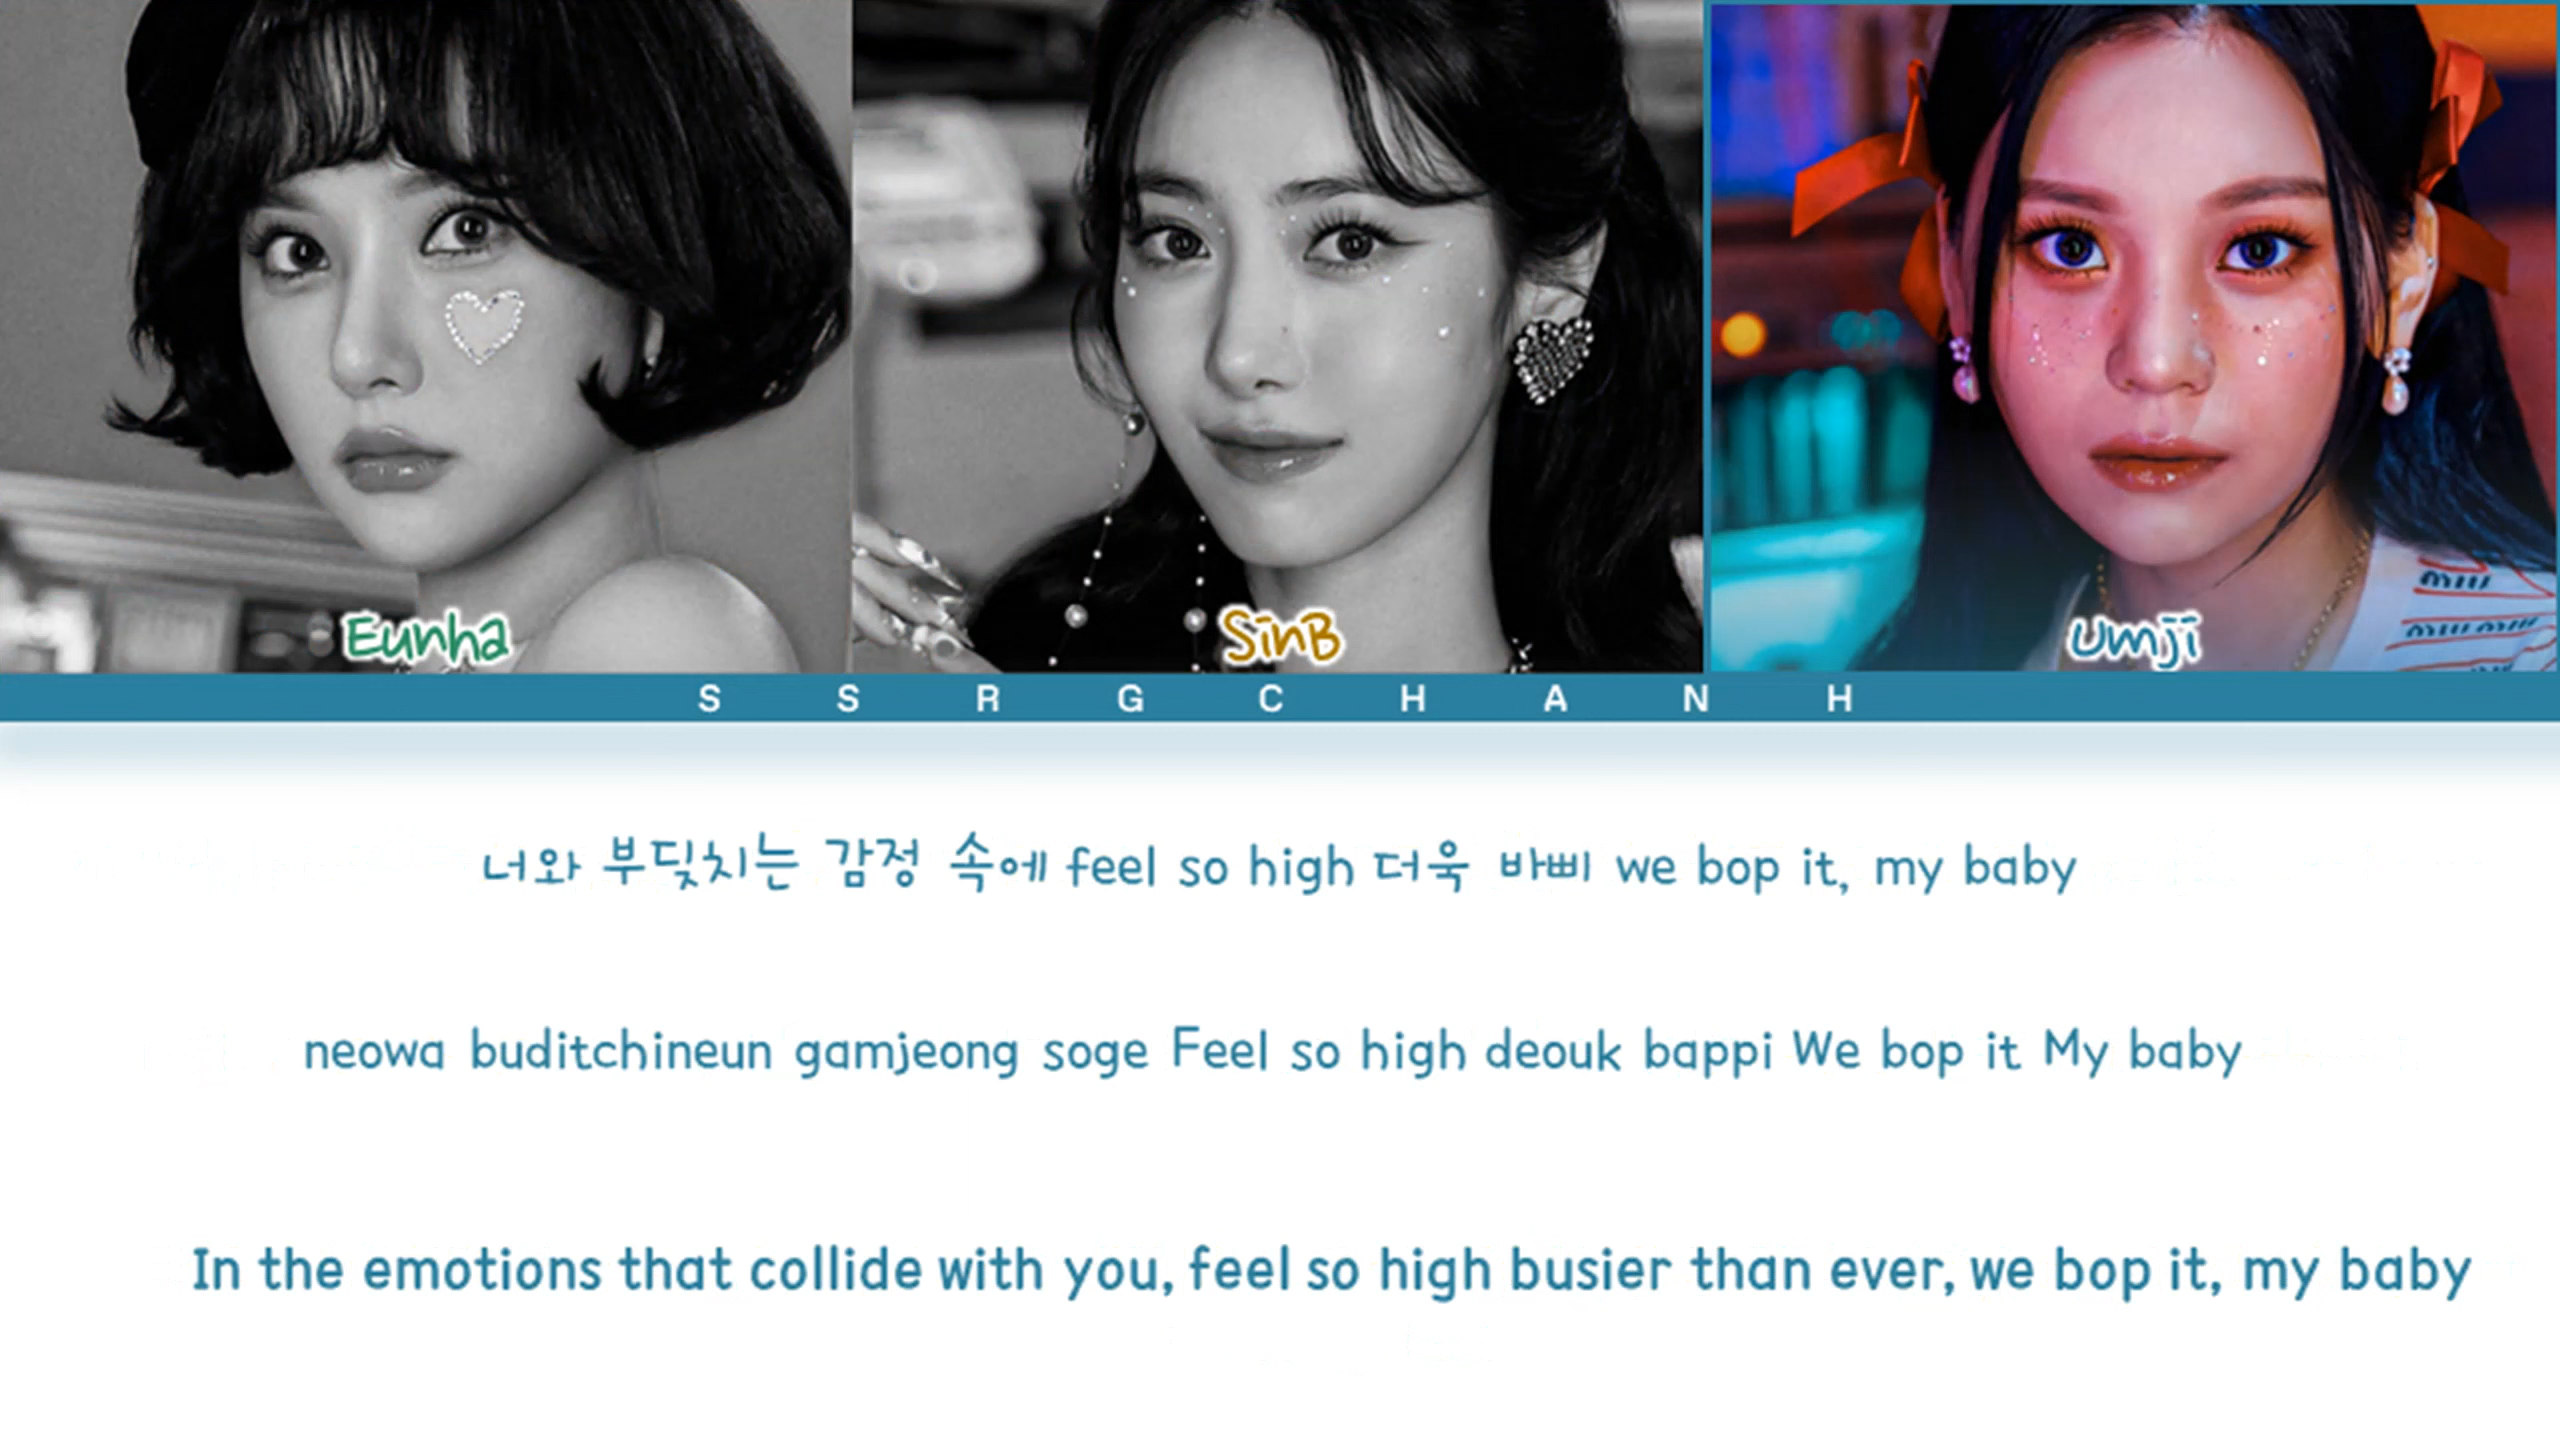 Eunha
SinB
Umji
S S R G C H A N H
너와 부딪치는 감정 속에 feel so high 더욱 바삐 we bop it, my baby
neowa buditchineun gamjeong soge Feel so high deouk bappi We bop it My baby
In the emotions that collide with you, feel so high busier than ever, we bop it, my baby